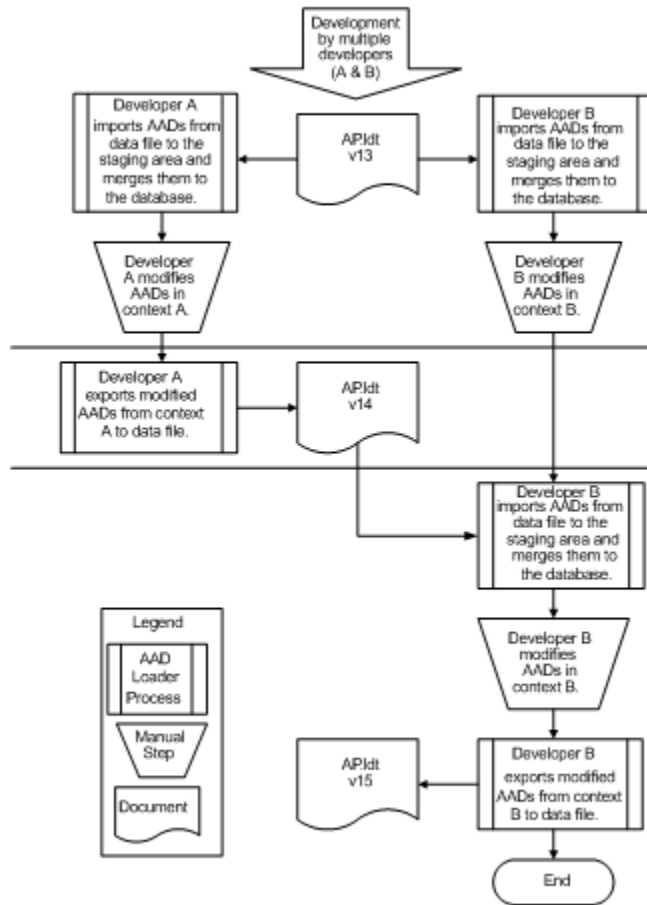 Development
by multiple
developers
(A & B)
Developer A
imports AADs from
data file to the
staging area and
merges them to
the database.
AP.ldt
v13
Developer B
imports AADs from
data file to the
staging area and
merges them to
the database.
Developer
A modifies
AADs in
context A.
Developer
B modifies
AADs in
context B.
Developer A
exports modified
AADs from context
A to data file.
AP.ldt
v14
Developer B
imports AADs from
data file to the
staging area and
merges them to
the database.
Legend
AAD
Loader
Process
Manual
Step
Document
Developer B
modifies
AADs in
context B.
AP.ldt
v15
Developer B
exports modified
AADs from context
B to data file.
End